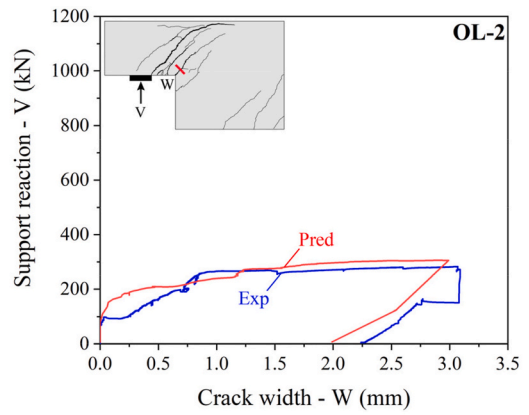 OL-2
1200
1000
800
600
400
200
0
Support reaction - V (kN)
W
V
Pred
Exp
0.0 0.5 1.0 1.5 2.0 2.5 3.0 3.5
Crack width - W (mm)